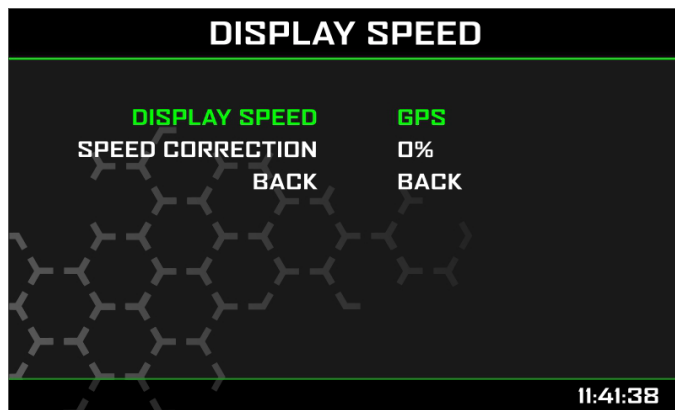 DISPLAY SPEED
DISPLAY SPEED GPS
SPEED CORRECTION 0%
BACK BACK
11:41:38